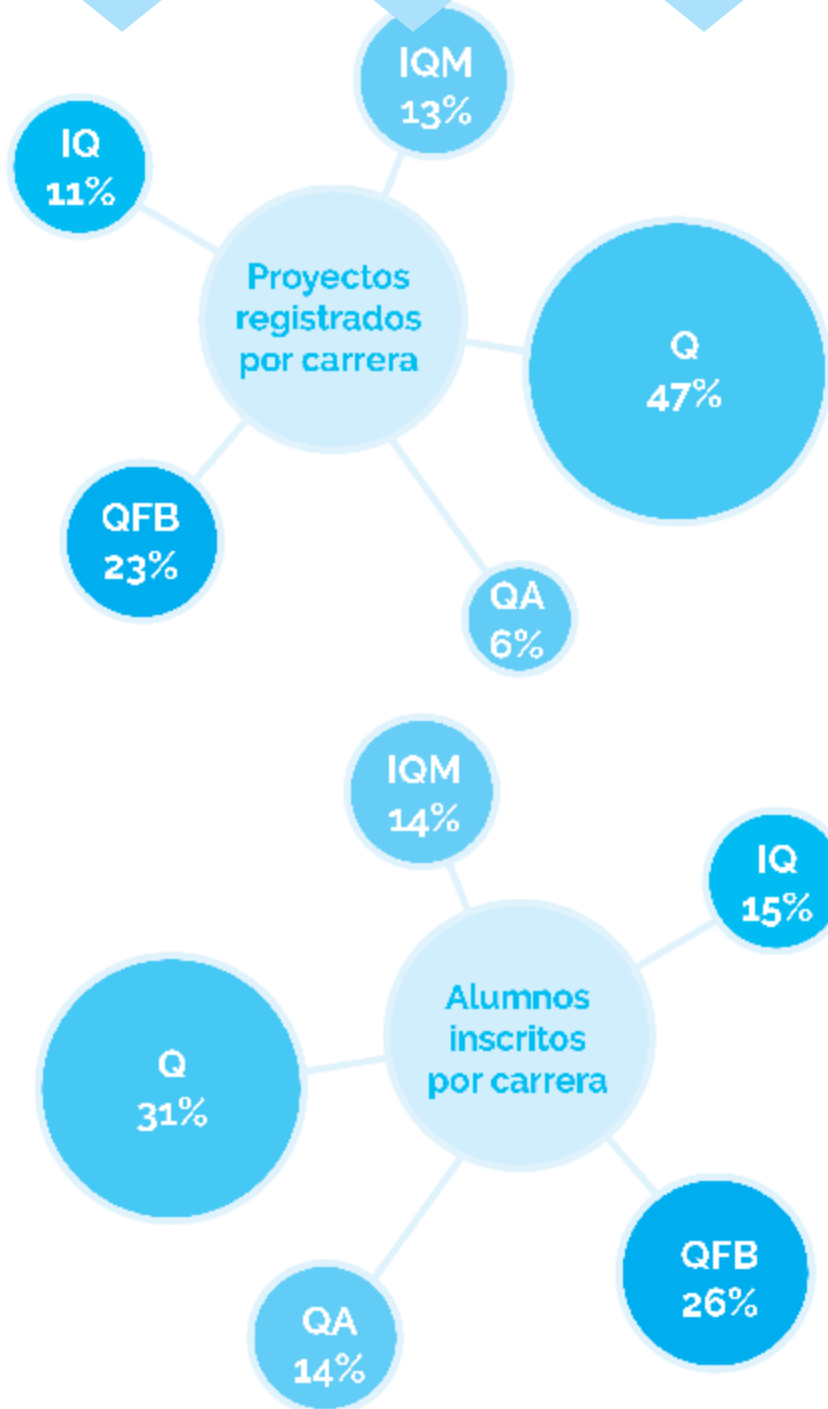 IQM
13%
IQ
11%
Proyectos
registrados
por carrera
Q
47%
QFB
23%
QA
6%
IQM
14%
IQ
15%
Alumnos
inscritos
por carrera
Q
31%
QFB
26%
QA
14%